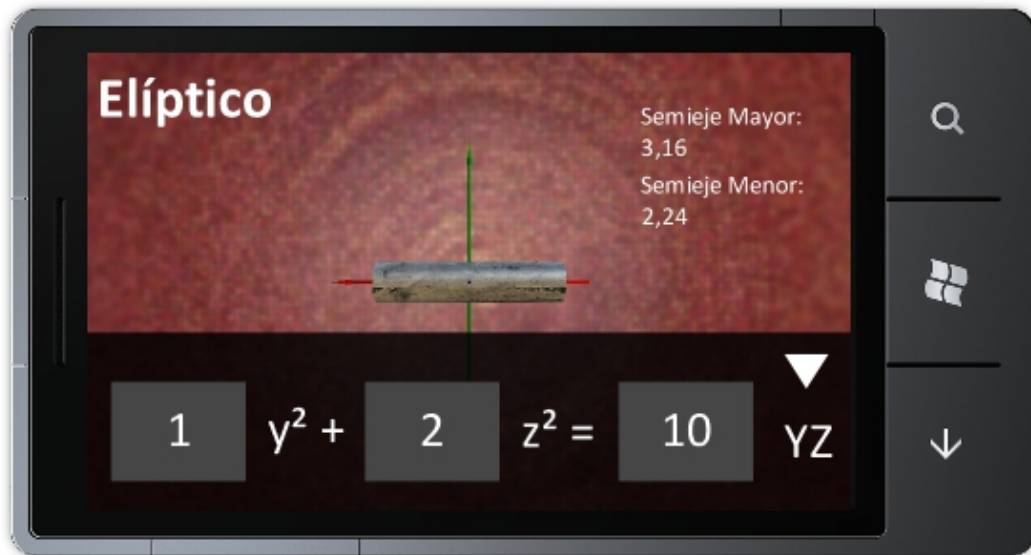 Elíptico
Semieje Mayor:
3,16
Semieje Menor:
2,24
1 y² + 2 z² = 10 YZ